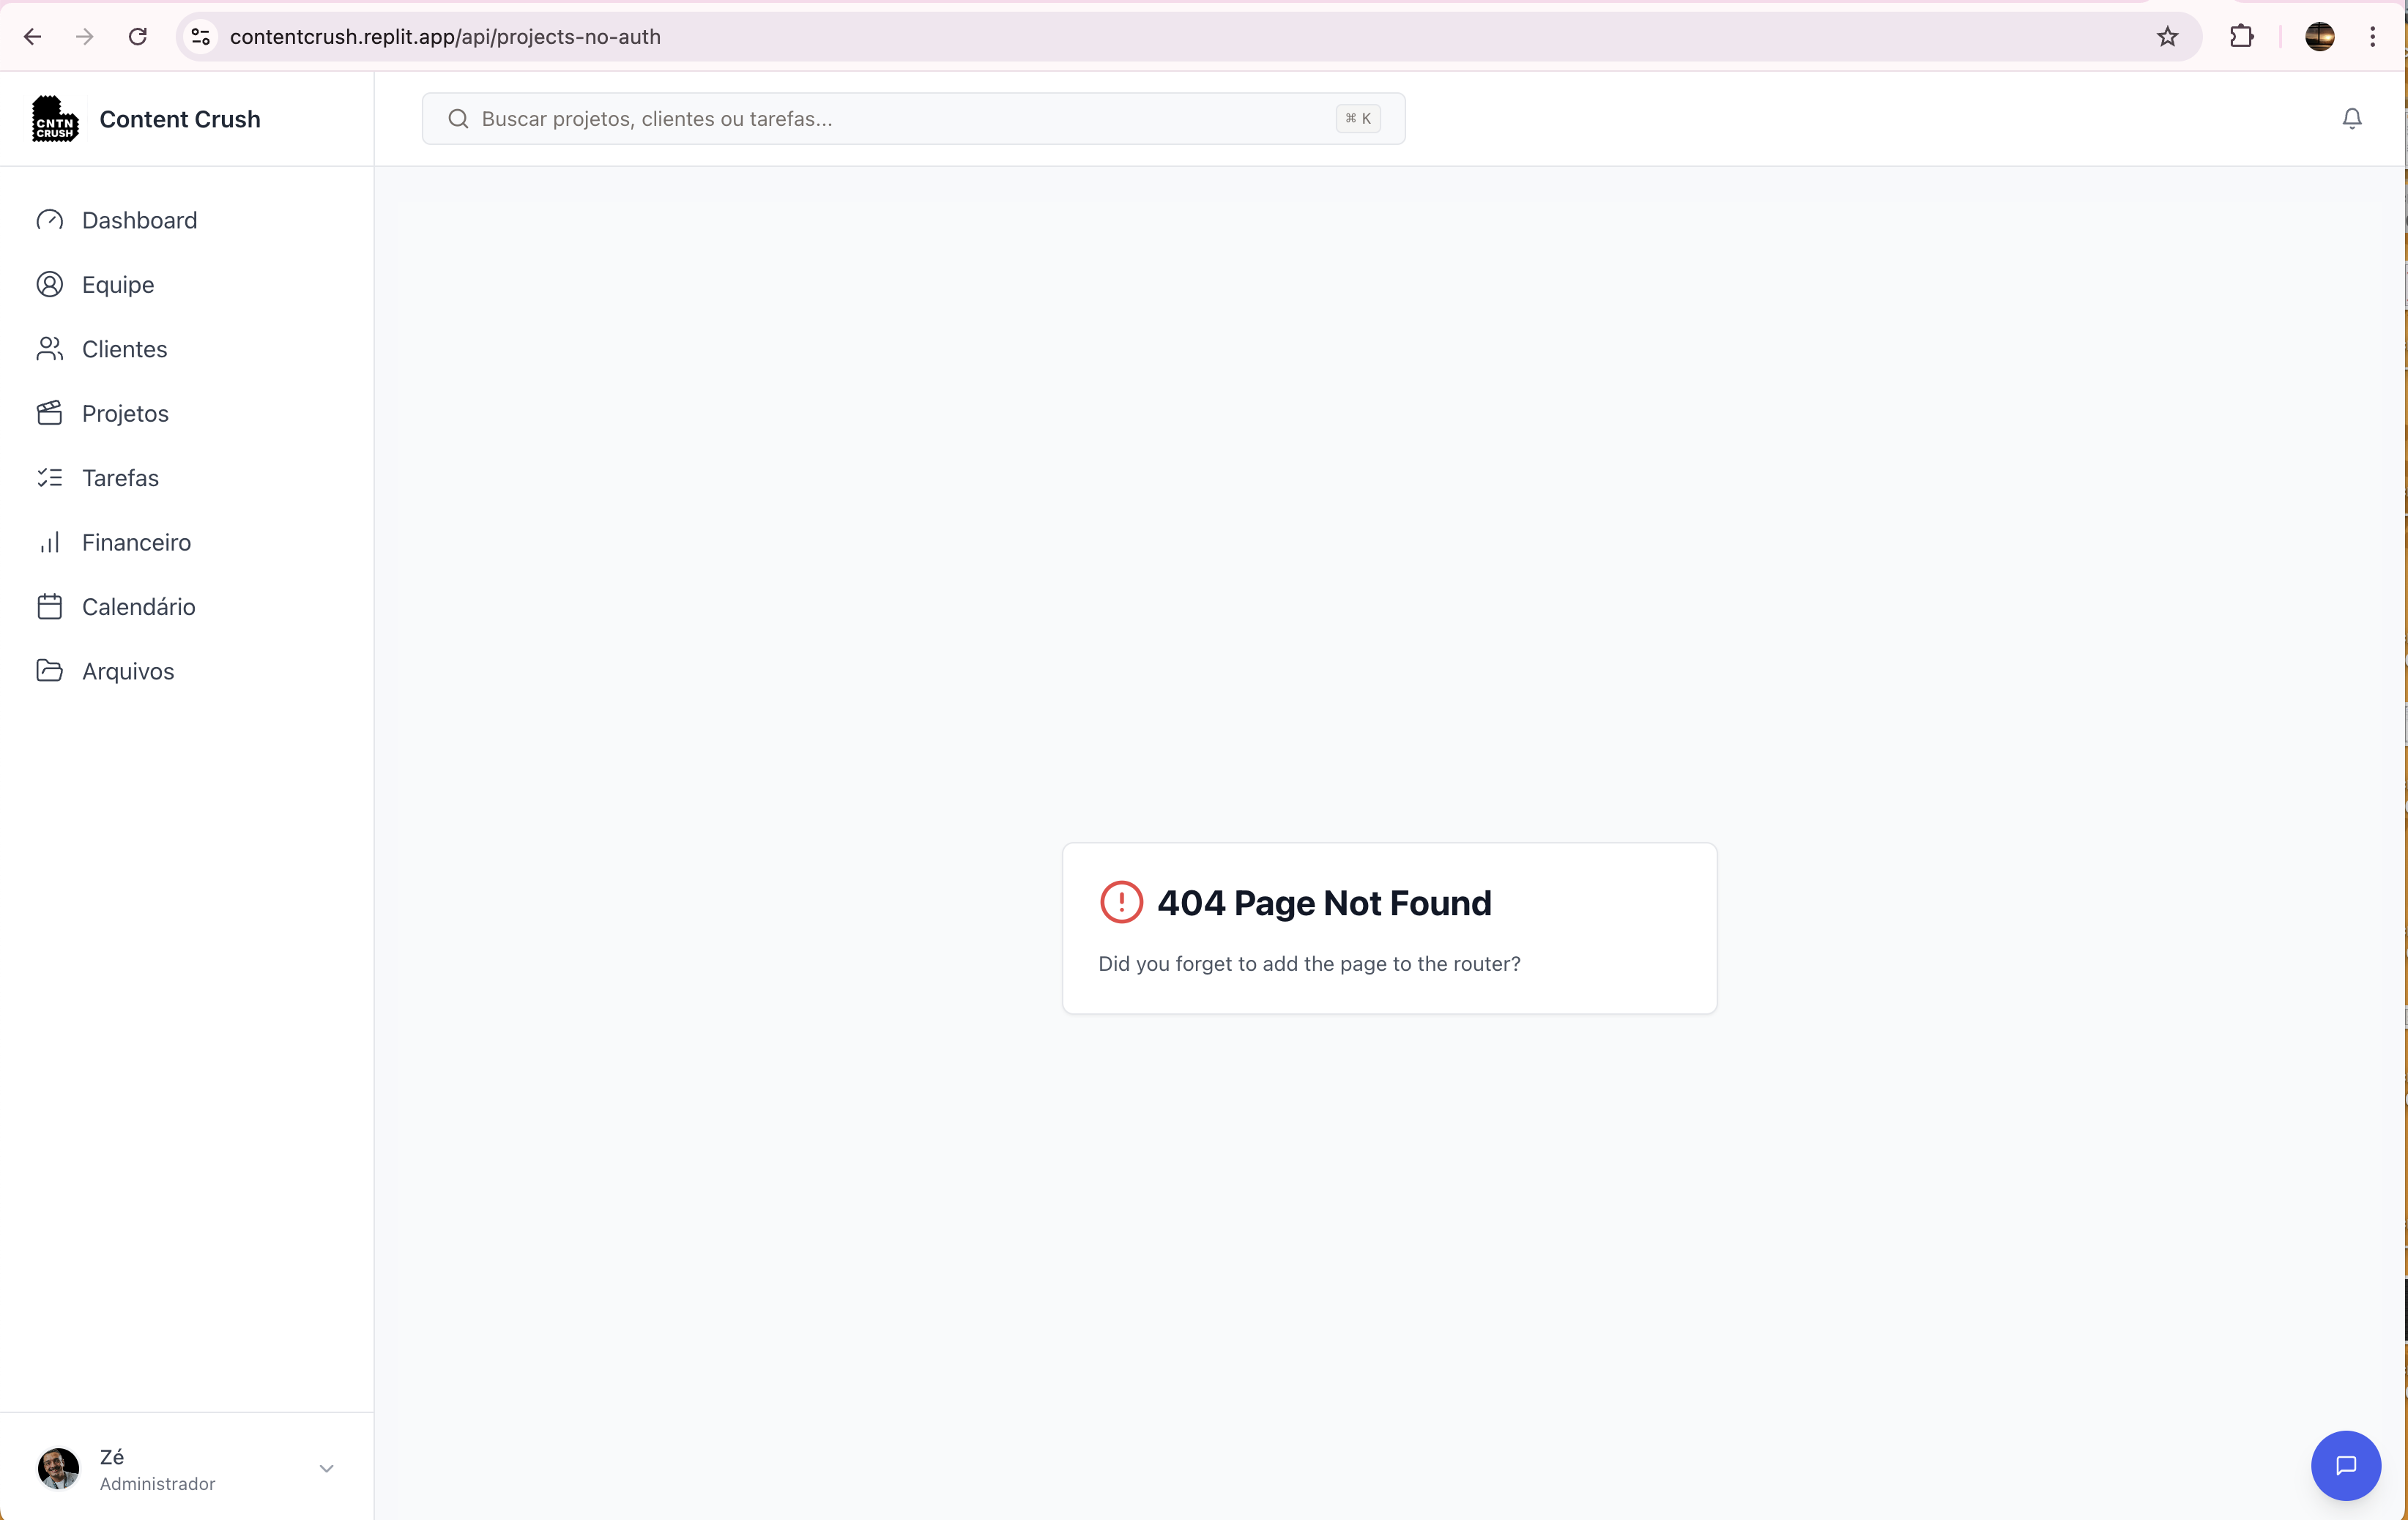 contentcrush.replit.app/api/projects-no-auth
CNTN
CRUSH
Content Crush
Buscar projetos, clientes ou tarefas...
⌘ K
Dashboard
Equipe
Clientes
Projetos
Tarefas
Financeiro
Calendário
Arquivos
404 Page Not Found
Did you forget to add the page to the router?
Zé
Administrador